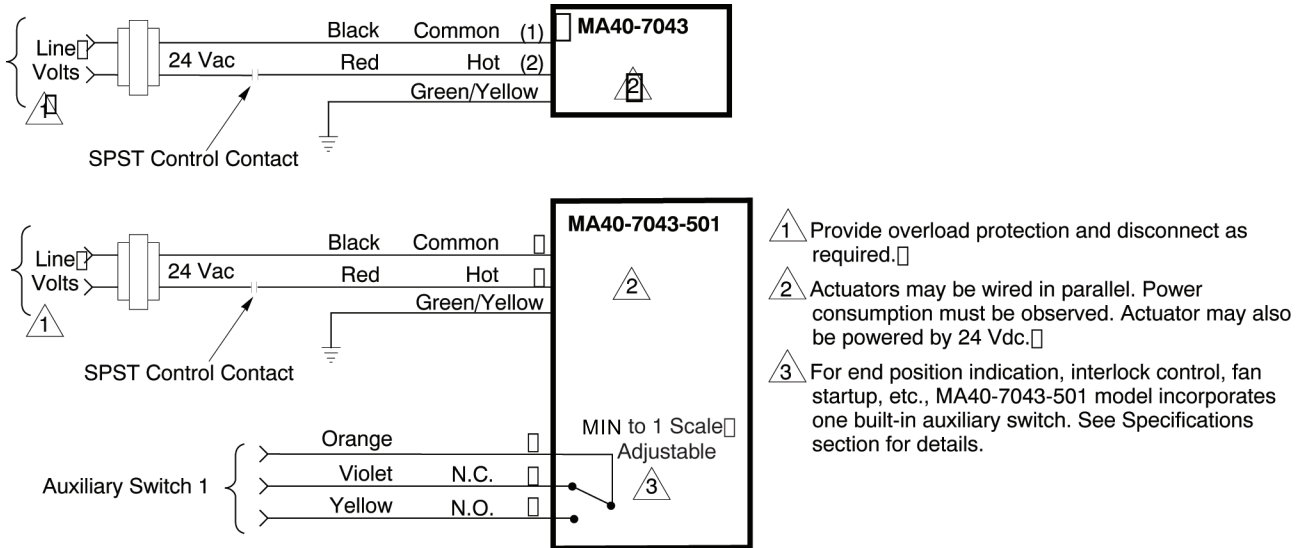 Black Common (1) MA40-7043
Line
Volts
24 Vac
Red Hot (2)
Green/Yellow
1
2
SPST Control Contact
MA40-7043-501
Black Common
Line
Volts
24 Vac
Red Hot
Green/Yellow
1
2
SPST Control Contact
MIN to 1 Scale
Adjustable
3
Auxiliary Switch 1
Orange
Violet N.C.
Yellow N.O.
1 Provide overload protection and disconnect as
required.
2 Actuators may be wired in parallel. Power
consumption must be observed. Actuator may also
be powered by 24 Vdc.
3 For end position indication, interlock control, fan
startup, etc., MA40-7043-501 model incorporates
one built-in auxiliary switch. See Specifications
section for details.